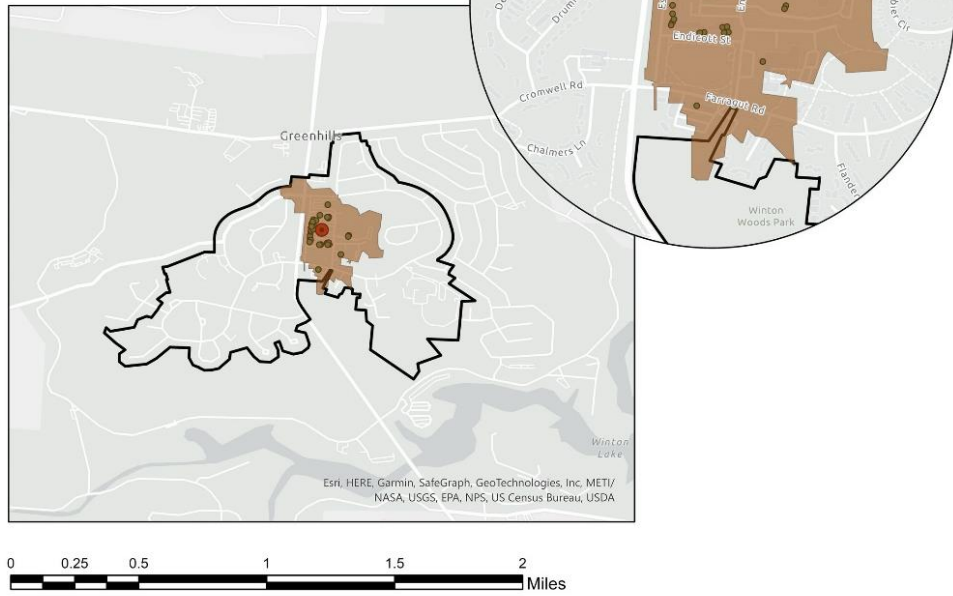 Endicott St
Cromwell Rd
Farragut Rd
Chalmers Ln
Winton
Woods Park
Greenhills
Winton
Lake
Esri, HERE, Garmin, SafeGraph, GeoTechnologies, Inc, METI/
NASA, USGS, EPA, NPS, US Census Bureau, USDA
0 0.25 0.5 1 1.5 2
Miles